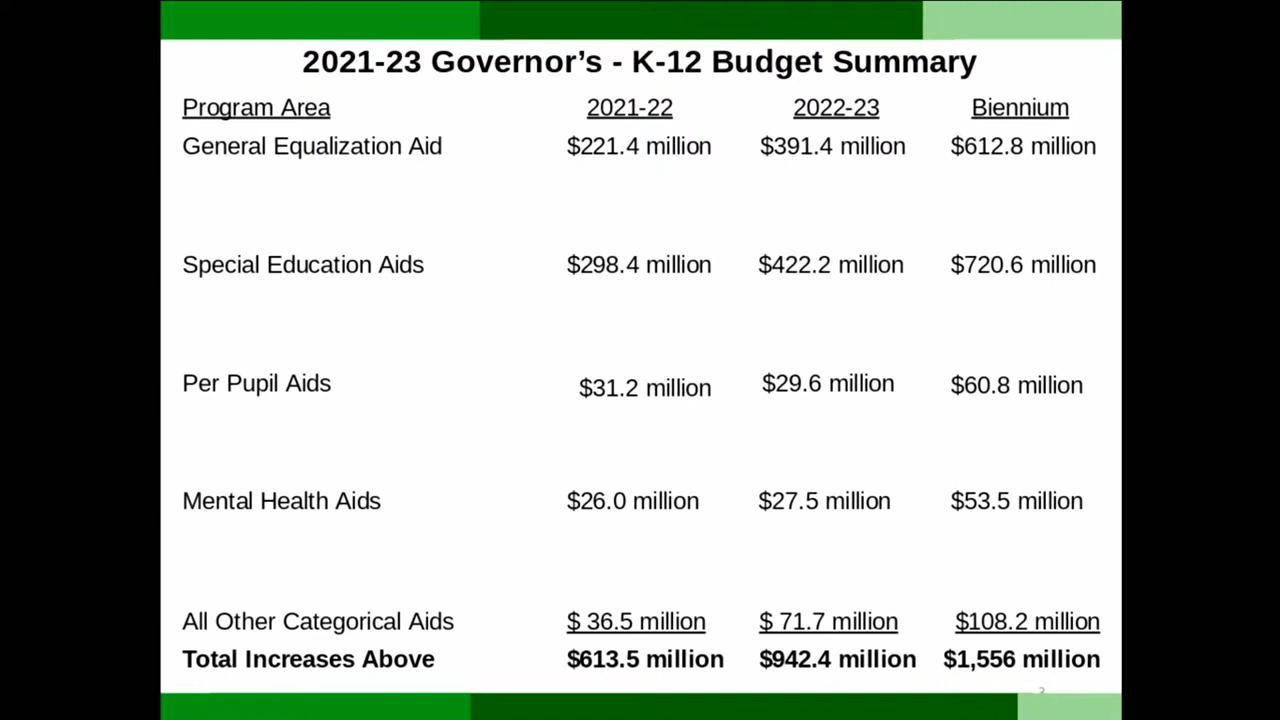 2021-23 Governor’s - K-12 Budget Summary
Program Area 2021-22 2022-23 Biennium
General Equalization Aid $221.4 million $391.4 million $612.8 million
Special Education Aids $298.4 million $422.2 million $720.6 million
Per Pupil Aids $31.2 million $29.6 million $60.8 million
Mental Health Aids $26.0 million $27.5 million $53.5 million
All Other Categorical Aids $ 36.5 million $ 71.7 million $108.2 million
Total Increases Above $613.5 million $942.4 million $1,556 million
3